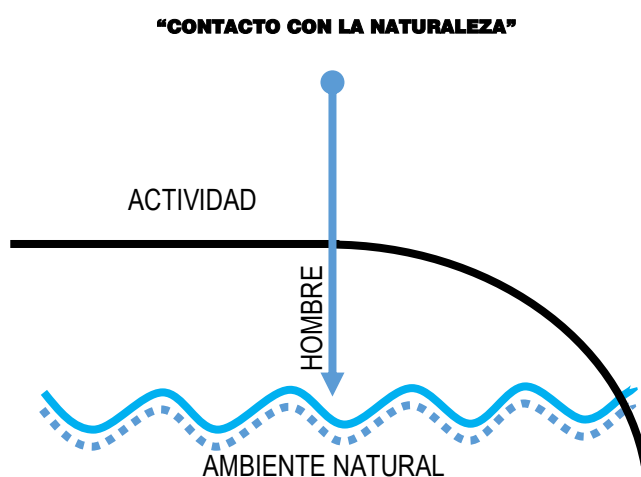 “CONTACTO CON LA NATURALEZA”
ACTIVIDAD
HOMBRE
AMBIENTE NATURAL